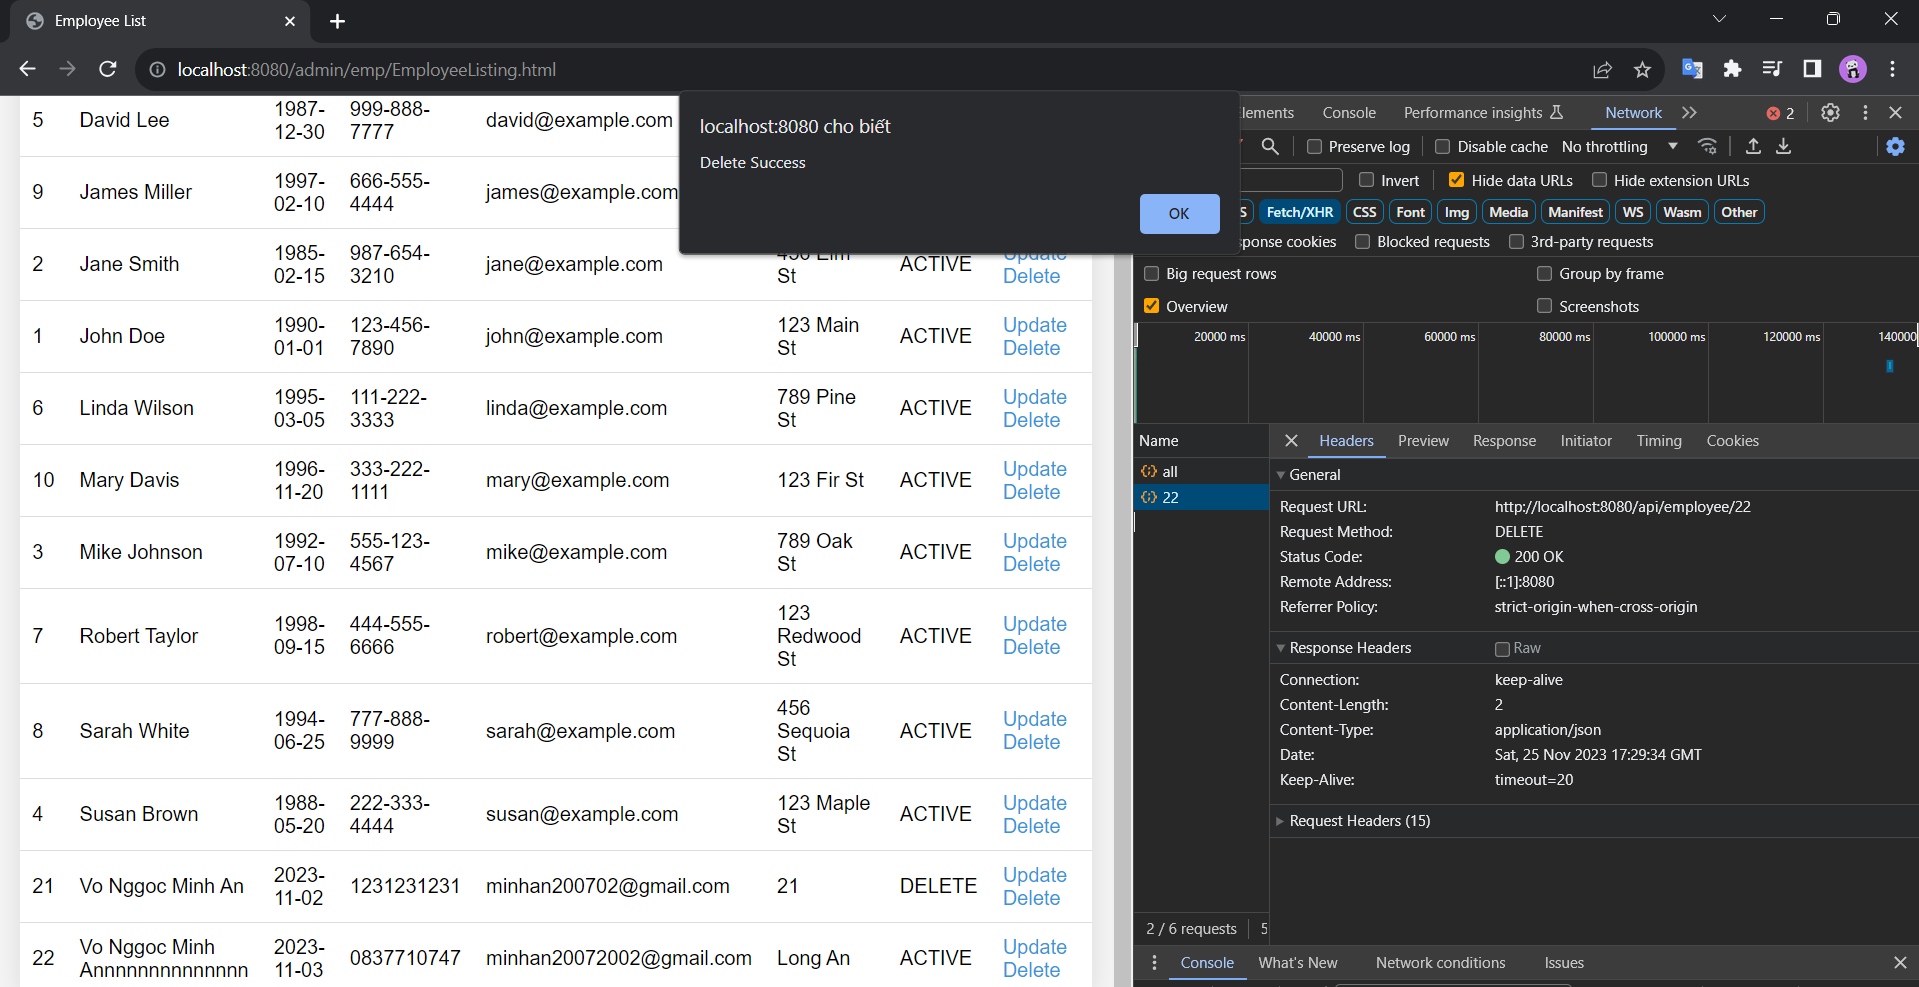 Employee List
localhost:8080/admin/emp/EmployeeListing.html
localhost:8080 cho biết
Delete Success
OK
5 David Lee 1987-12-30 999-888-7777 david@example.com
9 James Miller 1997-02-10 666-555-4444 james@example.com
2 Jane Smith 1985-02-15 987-654-3210 jane@example.com 456 Elm St ACTIVE Update Delete
1 John Doe 1990-01-01 123-456-7890 john@example.com 123 Main St ACTIVE Update Delete
6 Linda Wilson 1995-03-05 111-222-3333 linda@example.com 789 Pine St ACTIVE Update Delete
10 Mary Davis 1996-11-20 333-222-1111 mary@example.com 123 Fir St ACTIVE Update Delete
3 Mike Johnson 1992-07-10 555-123-4567 mike@example.com 789 Oak St ACTIVE Update Delete
7 Robert Taylor 1998-09-15 444-555-6666 robert@example.com 123 Redwood St ACTIVE Update Delete
8 Sarah White 1994-06-25 777-888-9999 sarah@example.com 456 Sequoia St ACTIVE Update Delete
4 Susan Brown 1988-05-20 222-333-4444 susan@example.com 123 Maple St ACTIVE Update Delete
21 Vo Nggoc Minh An 2023-11-02 1231231231 minhan200702@gmail.com 21 DELETE Update Delete
22 Vo Nggoc Minh Annnnnnnnnnnnnn 2023-11-03 0837710747 minhan20072002@gmail.com Long An ACTIVE Update Delete
lements Console Performance insights Network 2
Preserve log Disable cache No throttling
Invert Hide data URLs Hide extension URLs
S Fetch/XHR CSS Font Img Media Manifest WS Wasm Other
sponse cookies Blocked requests 3rd-party requests
Big request rows Group by frame
Overview Screenshots
20000 ms 40000 ms 60000 ms 80000 ms 100000 ms 120000 ms 140000
Name
all
22
Headers Preview Response Initiator Timing Cookies
General
Request URL: http://localhost:8080/api/employee/22
Request Method: DELETE
Status Code: 200 OK
Remote Address: [::1]:8080
Referrer Policy: strict-origin-when-cross-origin
Response Headers Raw
Connection: keep-alive
Content-Length: 2
Content-Type: application/json
Date: Sat, 25 Nov 2023 17:29:34 GMT
Keep-Alive: timeout=20
Request Headers (15)
2 / 6 requests 5
Console What's New Network conditions Issues